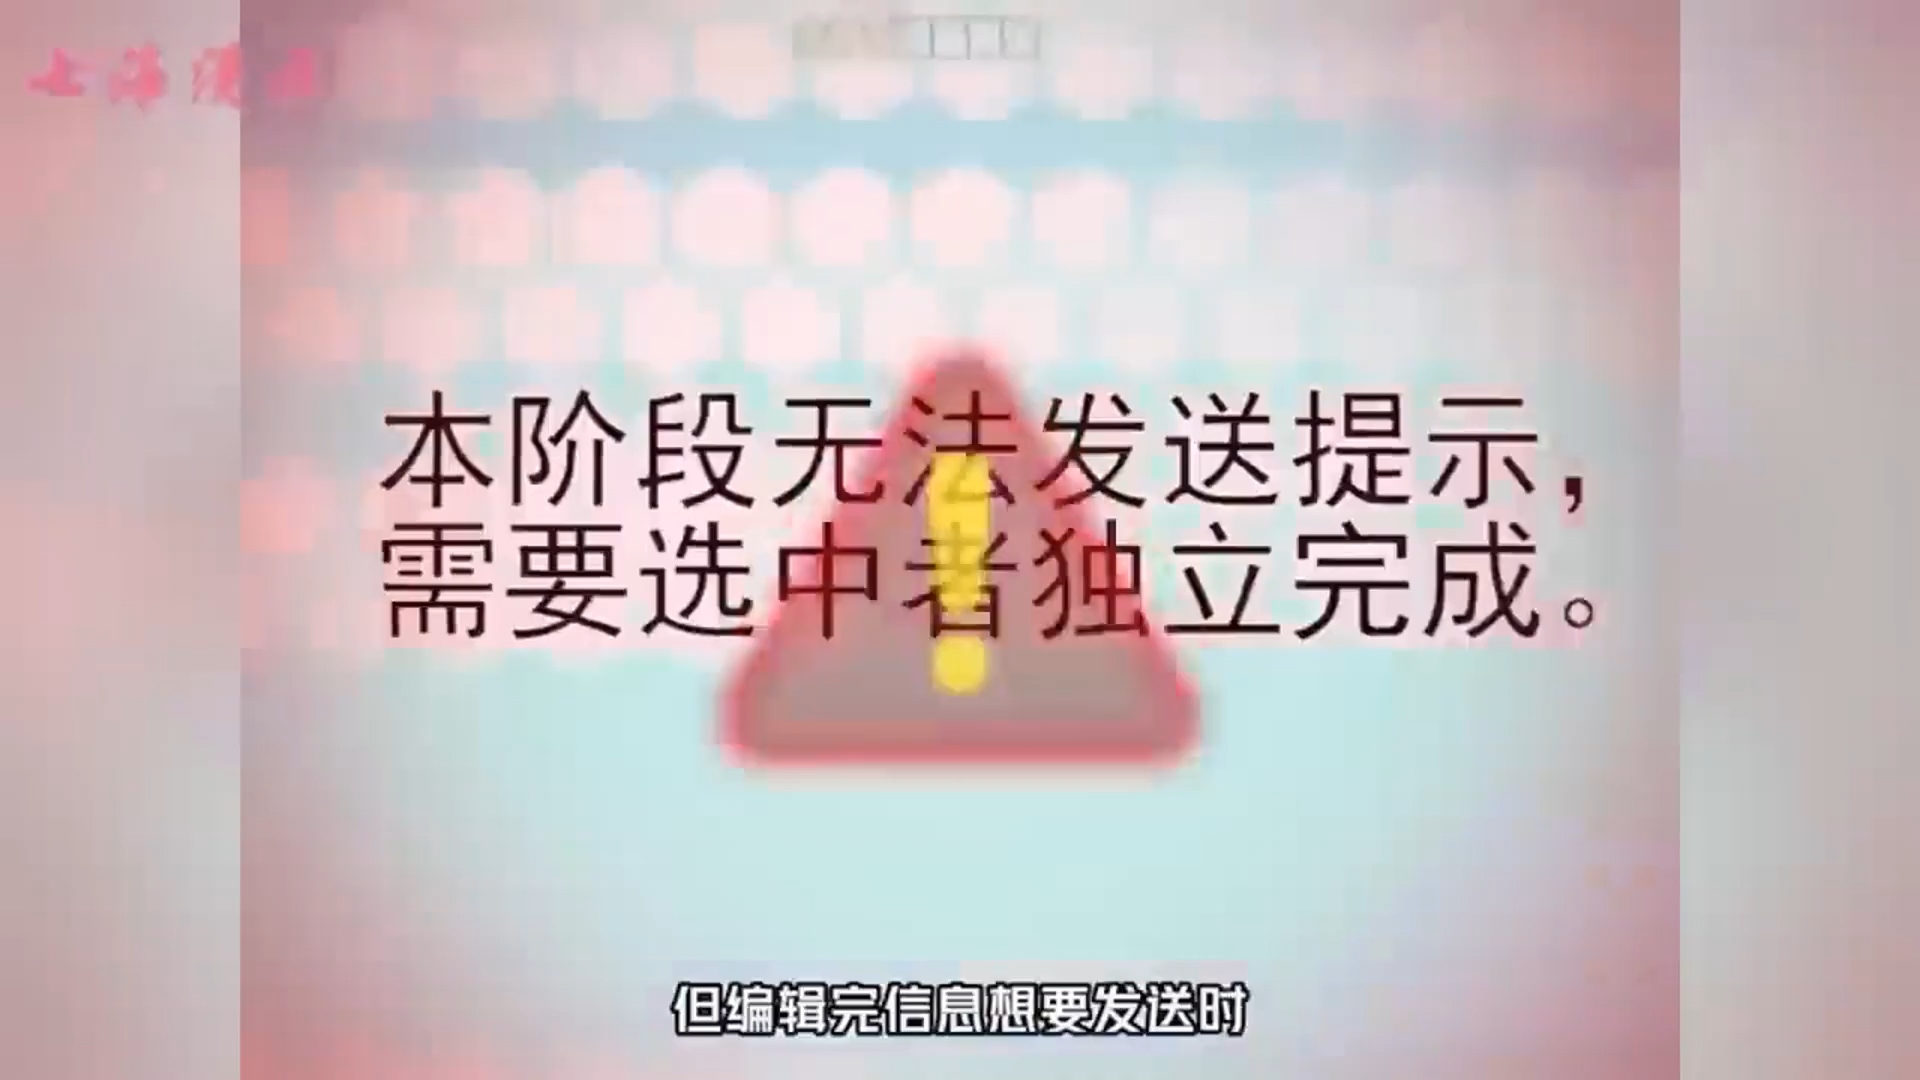 本阶段无法发送提示，
需要选中者独立完成。
但编辑完信息想要发送时